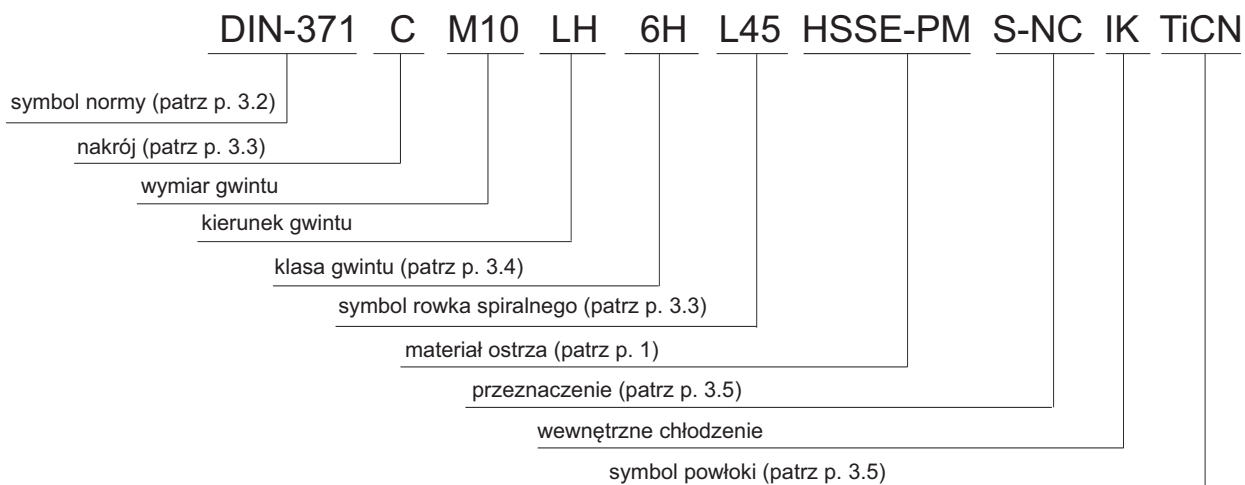 DIN-371 C M10 LH 6H L45 HSSE-PM S-NC IK TiCN
symbol normy (patrz p. 3.2)
nakrój (patrz p. 3.3)
wymiar gwintu
kierunek gwintu
klasa gwintu (patrz p. 3.4)
symbol rowka spiralnego (patrz p. 3.3)
materiał ostrza (patrz p. 1)
przeznaczenie (patrz p. 3.5)
wewnętrzne chłodzenie
symbol powłoki (patrz p. 3.5)